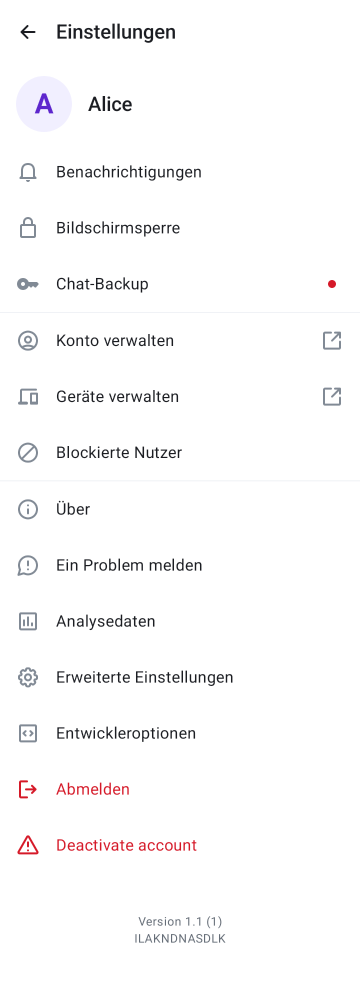 Einstellungen
A
Alice
Benachrichtigungen
Bildschirmsperre
Chat-Backup
Konto verwalten
Geräte verwalten
Blockierte Nutzer
Über
Ein Problem melden
Analysedaten
Erweiterte Einstellungen
Entwickleroptionen
Abmelden
Deactivate account
Version 1.1 (1)
ILAKNDNASDLK